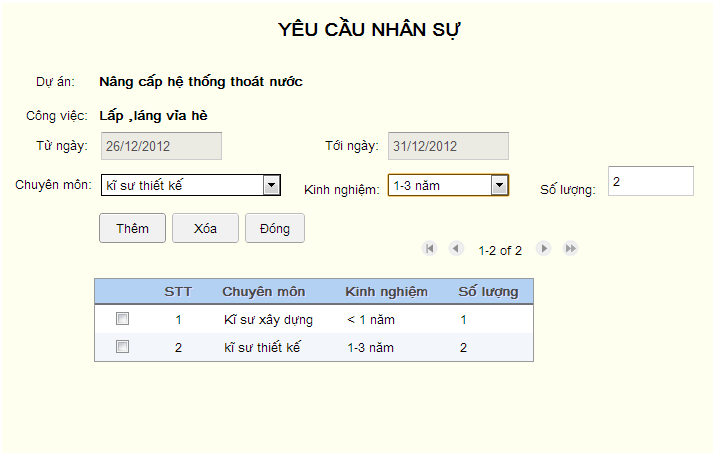 YÊU CẦU NHÂN SỰ
Dự án: Nâng cấp hệ thống thoát nước
Công việc: Lấp ,láng vỉa hè
Từ ngày: 26/12/2012 Tới ngày: 31/12/2012
Chuyên môn: kĩ sư thiết kế Kinh nghiệm: 1-3 năm Số lượng: 2
Thêm Xóa Đóng
1-2 of 2
STT Chuyên môn Kinh nghiệm Số lượng
1 Kĩ sư xây dựng < 1 năm 1
2 kĩ sư thiết kế 1-3 năm 2